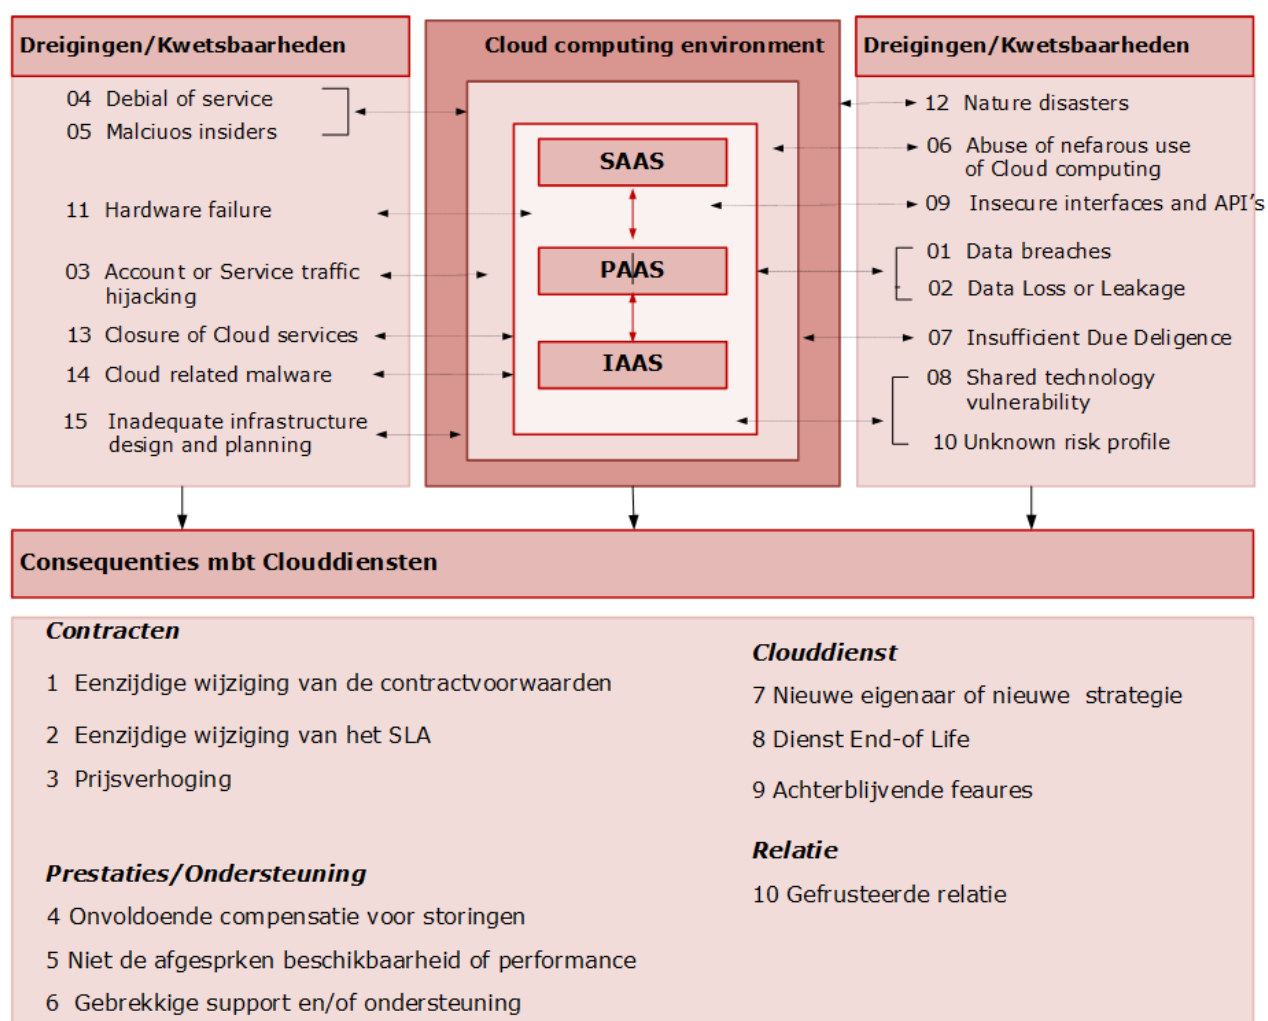 Dreigingen/Kwetsbaarheden
04 Debial of service
05 Malciuos insiders
11 Hardware failure
03 Account or Service traffic
hijacking
13 Closure of Cloud services
14 Cloud related malware
15 Inadequate infrastructure
design and planning
Cloud computing environment
SAAS
PAAS
IAAS
Dreigingen/Kwetsbaarheden
12 Nature disasters
06 Abuse of nefarous use
of Cloud computing
09 Insecure interfaces and API's
01 Data breaches
02 Data Loss or Leakage
07 Insufficient Due Deligence
08 Shared technology
vulnerability
10 Unknown risk profile
Consequenties mbt Clouddiensten
Contracten
1 Eenzijdige wijziging van de contractvoorwaarden
2 Eenzijdige wijziging van het SLA
3 Prijsverhoging
Prestaties/Ondersteuning
4 Onvoldoende compensatie voor storingen
5 Niet de afgesprken beschikbaarheid of performance
6 Gebrekkige support en/of ondersteuning
Clouddienst
7 Nieuwe eigenaar of nieuwe strategie
8 Dienst End-of Life
9 Achterblijvende feaures
Relatie
10 Gefrusteerde relatie